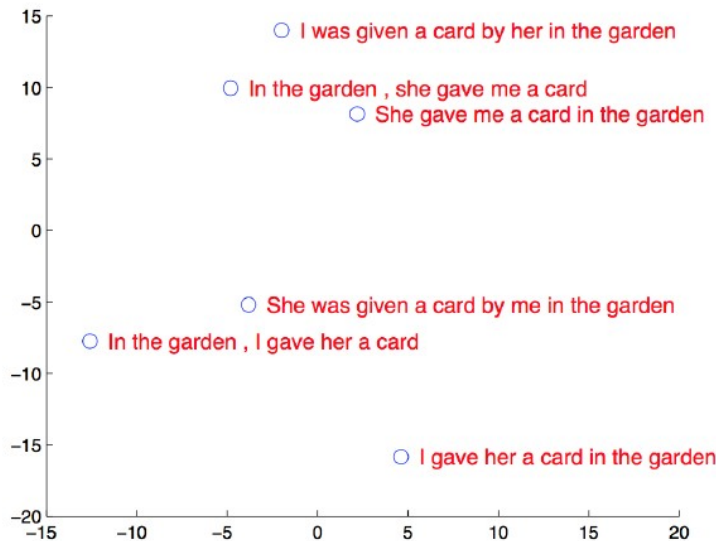 15
I was given a card by her in the garden
10
In the garden , she gave me a card
She gave me a card in the garden
5
0
−5
She was given a card by me in the garden
In the garden , I gave her a card
−10
−15
I gave her a card in the garden
−20
−15 −10 −5 0 5 10 15 20